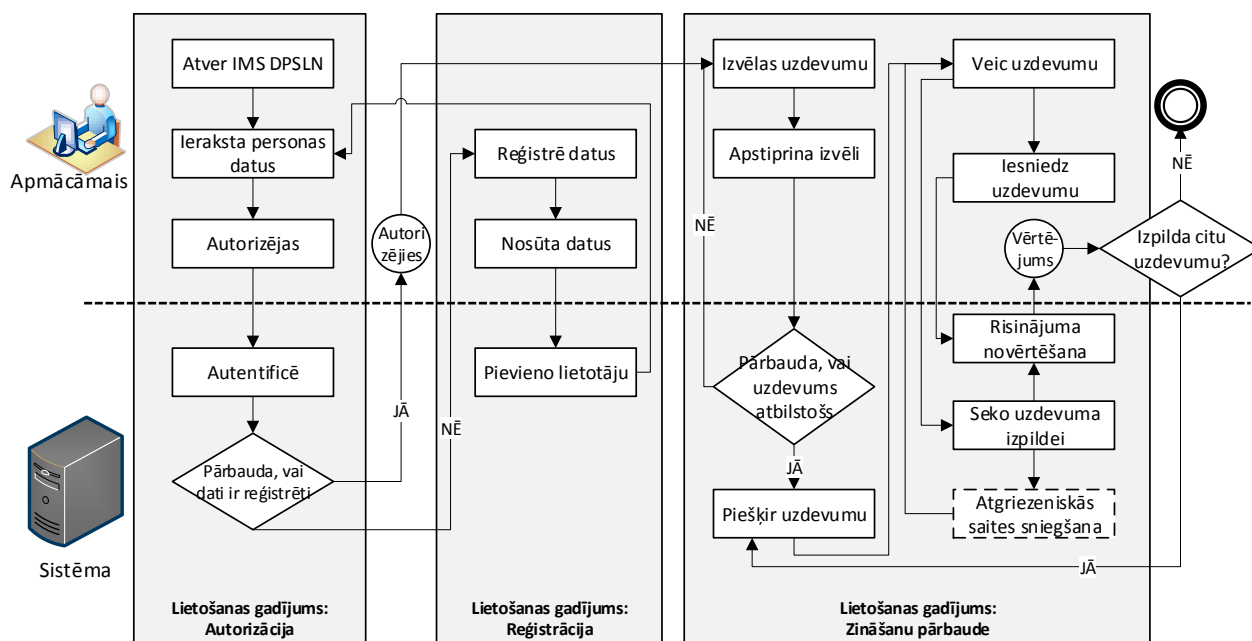 Apmācāmais
Sistēma
Atver IMS DPSLN
Ieraksta personas
datus
Autorizējas
Autentificē
Pārbauda, vai
dati ir reģistrēti
Lietošanas gadījums:
Autorizācija
Autori
zējies
JĀ
NĒ
Reģistrē datus
Nosūta datus
Pievieno lietotāju
Lietošanas gadījums:
Reģistrācija
Izvēlas uzdevumu
Apstiprina izvēli
NĒ
Pārbauda, vai
uzdevums
atbilstošs
JĀ
Piešķir uzdevumu
Veic uzdevumu
Iesniedz
uzdevumu
Vērtē-
jums
Izpilda citu
uzdevumu?
NĒ
Risinājuma
novērtēšana
Seko uzdevuma
izpildei
Atgriezeniskās
saites sniegšana
JĀ
Lietošanas gadījums:
Zināšanu pārbaude